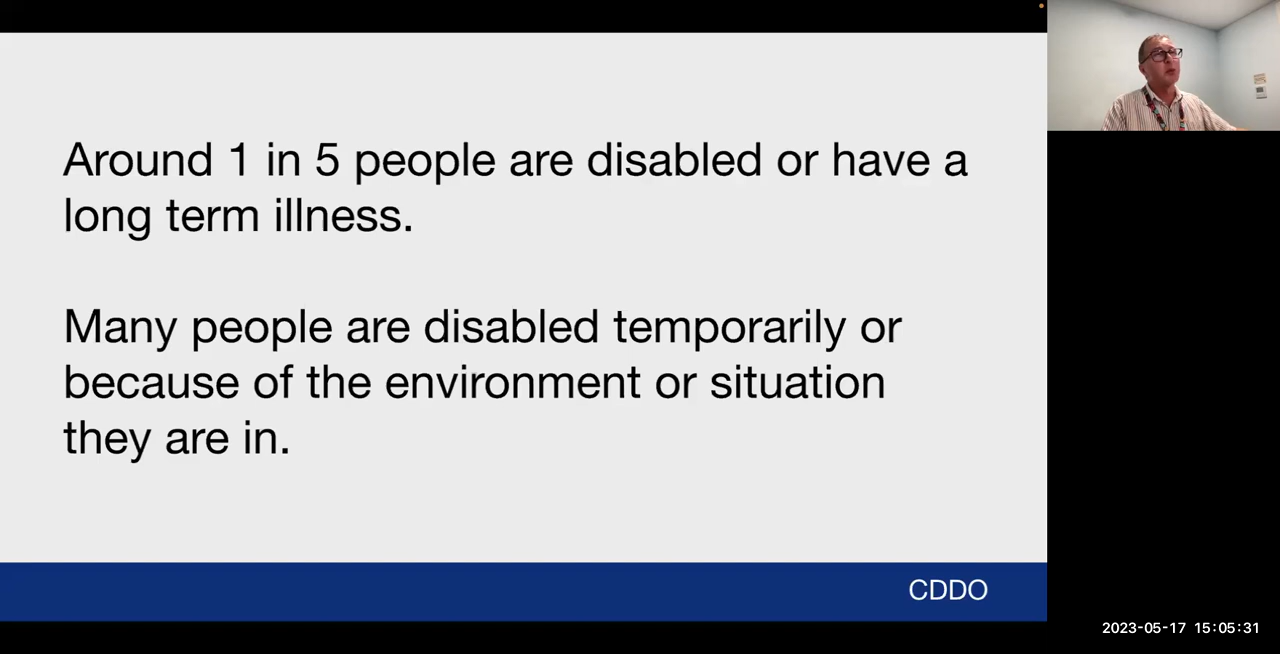 Around 1 in 5 people are disabled or have a
long term illness.
Many people are disabled temporarily or
because of the environment or situation
they are in.
CDDO
2023-05-17 15:05:31